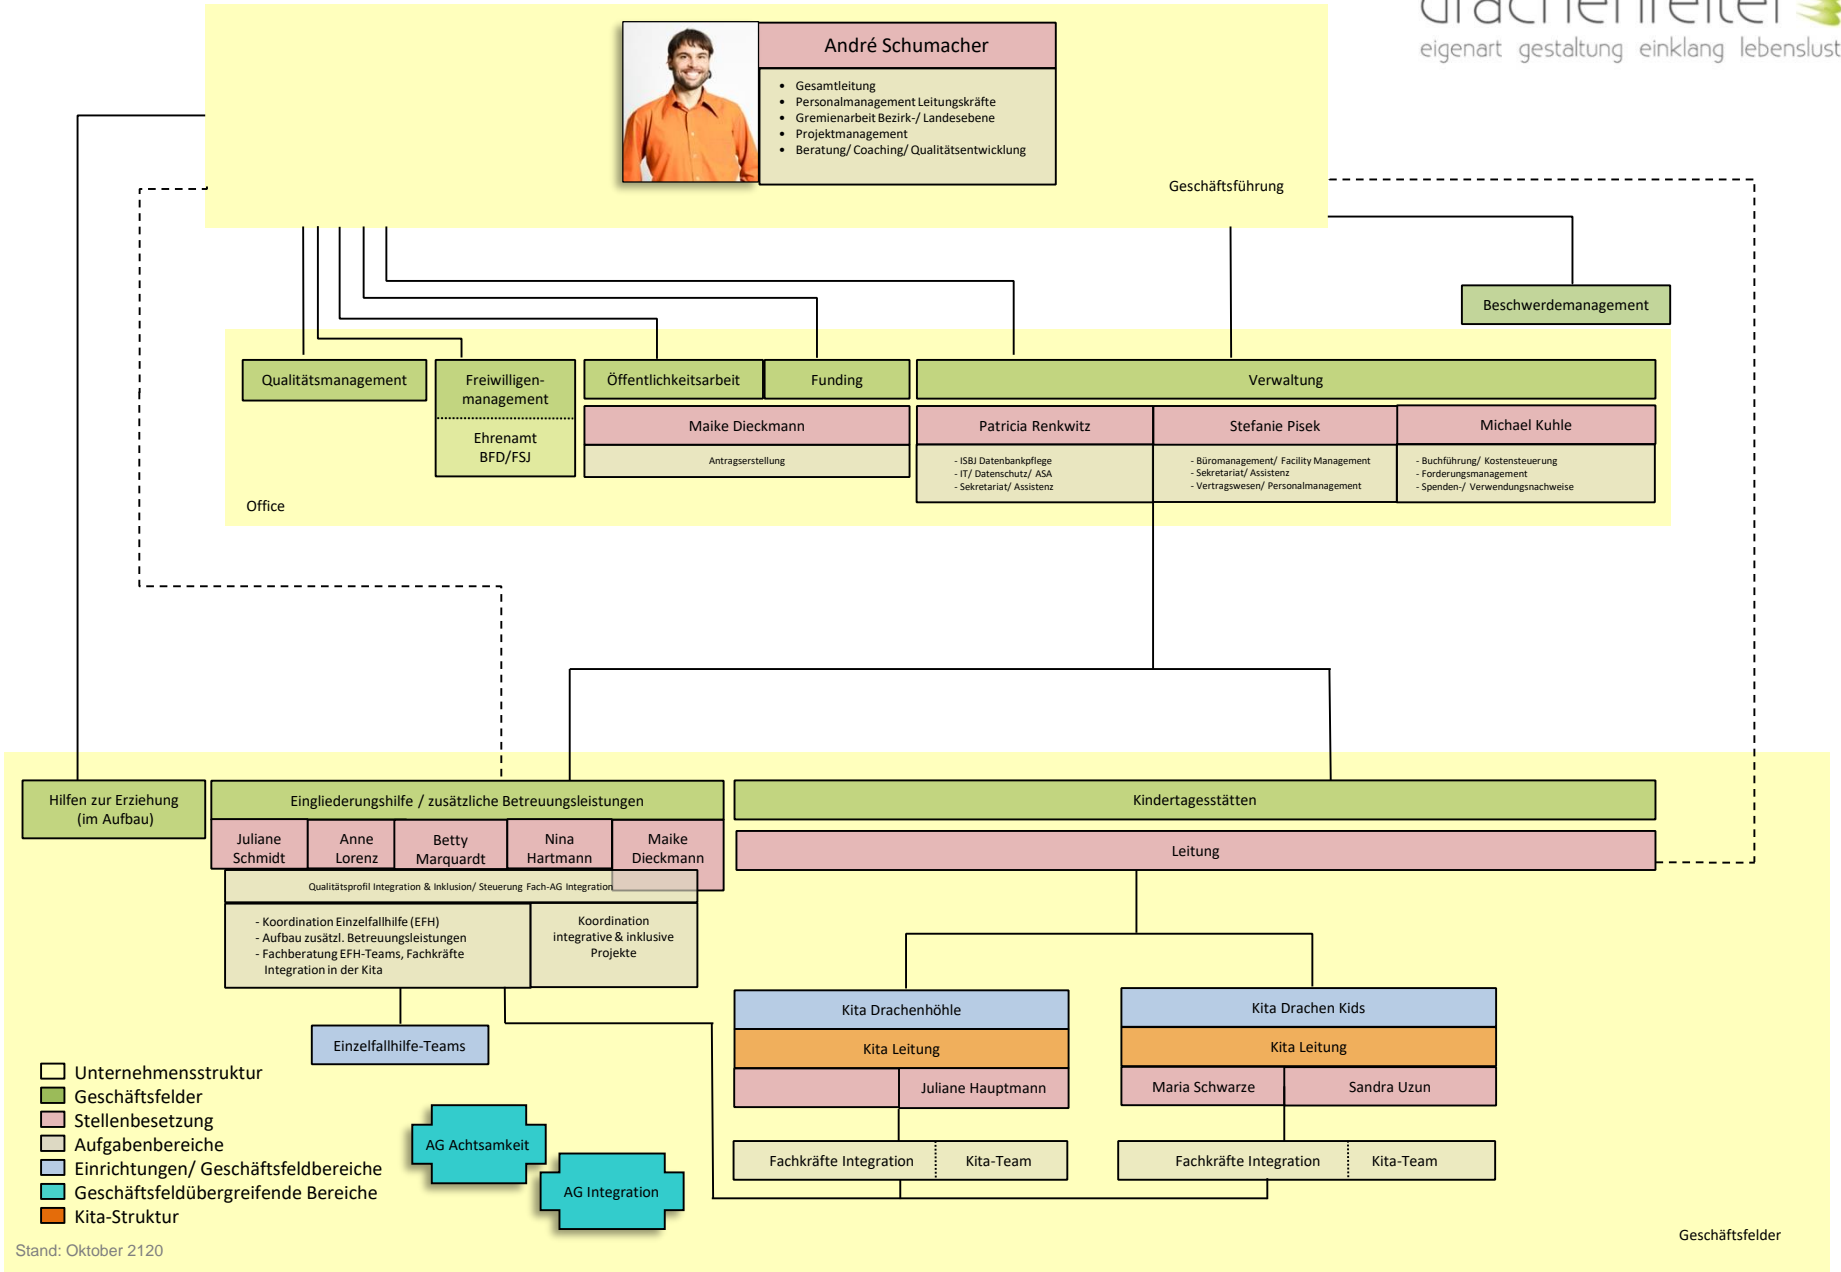 drachenreiter
eigenart gestaltung einklang lebenslust
André Schumacher
• Gesamtleitung
• Personalmanagement Leitungskräfte
• Gremienarbeit Bezirk-/ Landesebene
• Projektmanagement
• Beratung/ Coaching/ Qualitätsentwicklung
Geschäftsführung
Beschwerdemanagement
Qualitätsmanagement
Freiwilligen-
management
Ehrenamt
BFD/FSJ
Öffentlichkeitsarbeit
Funding
Maike Dieckmann
Antragserstellung
Verwaltung
Patricia Renkwitz
- ISBJ Datenbankpflege
- IT/ Datenschutz/ ASA
- Sekretariat/ Assistenz
Stefanie Pisek
- Büromanagement/ Facility Management
- Sekretariat/ Assistenz
- Vertragswesen/ Personalmanagement
Michael Kuhle
- Buchführung/ Kostensteuerung
- Forderungsmanagement
- Spenden-/ Verwendungsnachweise
Office
Hilfen zur Erziehung
(im Aufbau)
Eingliederungshilfe / zusätzliche Betreuungsleistungen
Juliane
Schmidt
Anne
Lorenz
Betty
Marquardt
Nina
Hartmann
Maike
Dieckmann
Qualitätsprofil Integration & Inklusion/ Steuerung Fach-AG Integration
- Koordination Einzelfallhilfe (EFH)
- Aufbau zusätzl. Betreuungsleistungen
- Fachberatung EFH-Teams, Fachkräfte
Integration in der Kita
Koordination
integrative & inklusive
Projekte
Einzelfallhilfe-Teams
Kindertagesstätten
Leitung
Kita Drachenhöhle
Kita Leitung
Juliane Hauptmann
Fachkräfte Integration
Kita-Team
Kita Drachen Kids
Kita Leitung
Maria Schwarze
Sandra Uzun
Fachkräfte Integration
Kita-Team
AG Achtsamkeit
AG Integration
Unternehmensstruktur
Geschäftsfelder
Stellenbesetzung
Aufgabenbereiche
Einrichtungen/ Geschäftsfeldbereiche
Geschäftsfeldübergreifende Bereiche
Kita-Struktur
Stand: Oktober 2120
Geschäftsfelder